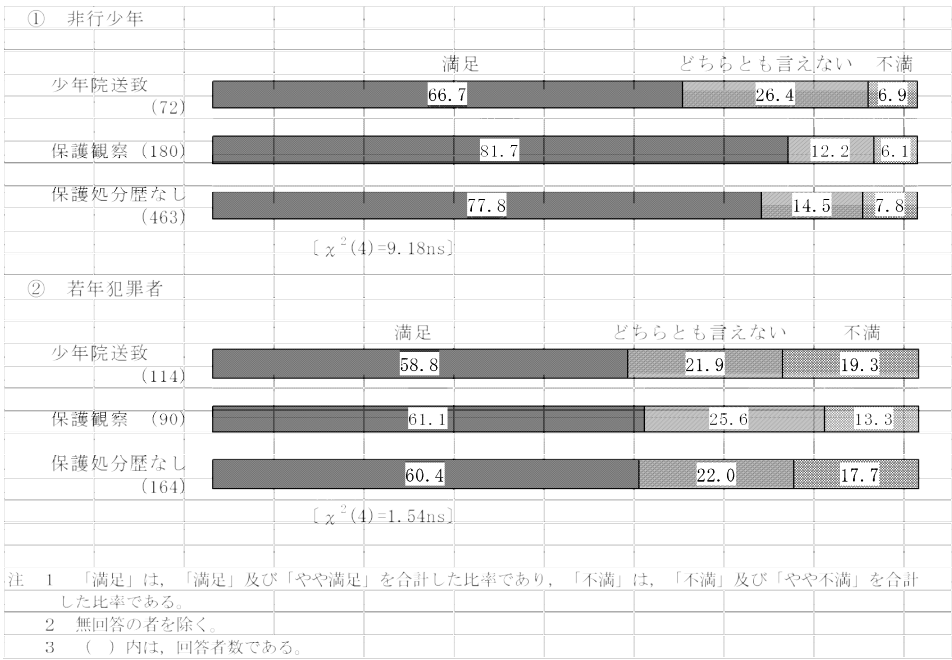 ① 非行少年
満足 どちらとも言えない 不満
少年院送致
(72)
66.7 26.4 6.9
保護観察 (180) 81.7 12.2 6.1
保護処分歴なし
(463)
77.8 14.5 7.8
〔χ²(4)=9.18ns〕
② 若年犯罪者
満足 どちらとも言えない 不満
少年院送致
(114)
58.8 21.9 19.3
保護観察 (90) 61.1 25.6 13.3
保護処分歴なし
(164)
60.4 22.0 17.7
〔χ²(4)=1.54ns〕
注 1 「満足」は，「満足」及び「やや満足」を合計した比率であり，「不満」は，「不満」及び「やや不満」を合計
した比率である。
2 無回答の者を除く。
3 ( ) 内は，回答者数である。